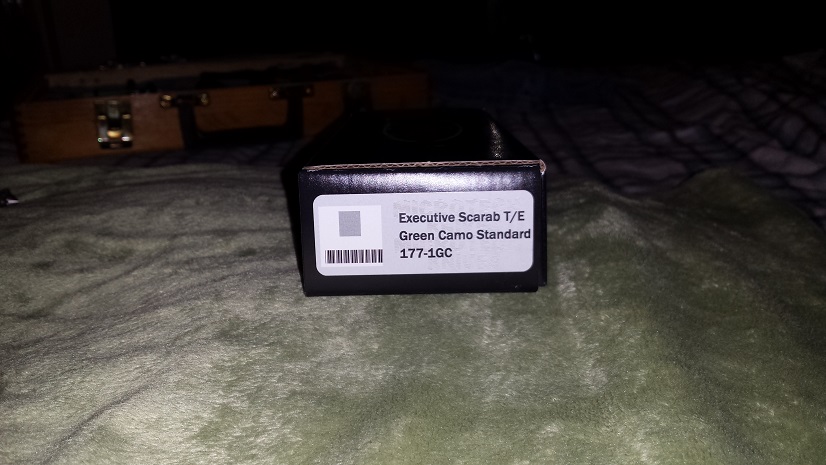 Executive Scarab T/E
Green Camo Standard
177-1GC